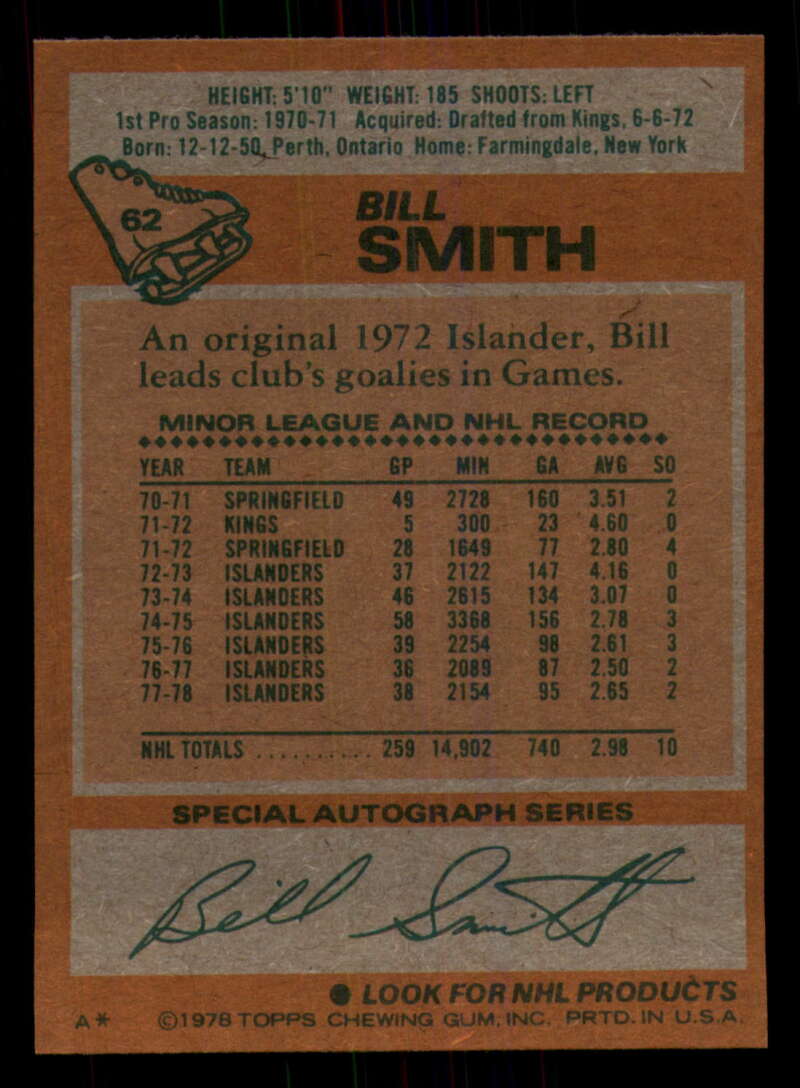 HEIGHT: 5'10" WEIGHT: 185 SHOOTS: LEFT
1st Pro Season: 1970-71 Acquired: Drafted from Kings, 6-6-72
Born: 12-12-50, Perth, Ontario Home: Farmingdale, New York
62
BILL
SMITH
An original 1972 Islander, Bill
leads club's goalies in Games.
MINOR LEAGUE AND NHL RECORD
YEAR TEAM GP MIN GA AVG SO
70-71 SPRINGFIELD 49 2728 160 3.51 2
71-72 KINGS 5 300 23 4.60 0
71-72 SPRINGFIELD 28 1649 77 2.80 4
72-73 ISLANDERS 37 2122 147 4.16 0
73-74 ISLANDERS 46 2615 134 3.07 0
74-75 ISLANDERS 58 3368 156 2.78 3
75-76 ISLANDERS 39 2254 98 2.61 3
76-77 ISLANDERS 36 2089 87 2.50 2
77-78 ISLANDERS 38 2154 95 2.65 2
NHL TOTALS ........... 259 14,902 740 2.98 10
SPECIAL AUTOGRAPH SERIES
Bill Smith
● LOOK FOR NHL PRODUCTS
A* ©1978 TOPPS CHEWING GUM, INC. PRTD. IN U.S.A.